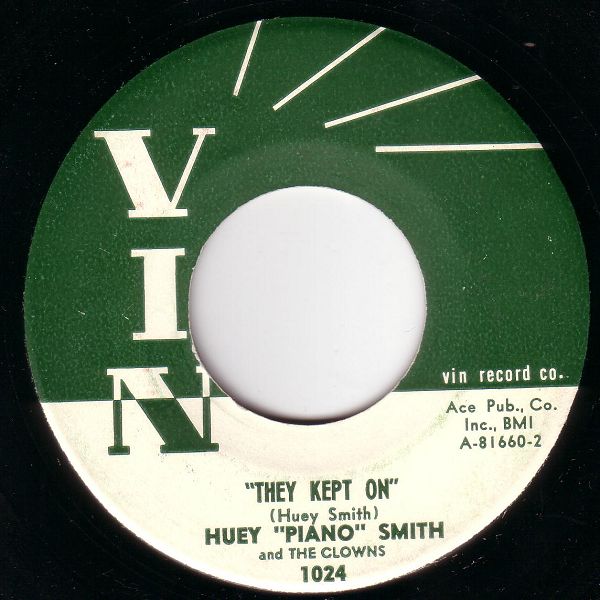 VIN
vin record co.
Ace Pub., Co.
Inc., BMI
A-81660-2
"THEY KEPT ON"
(Huey Smith)
HUEY "PIANO" SMITH
and THE CLOWNS
1024